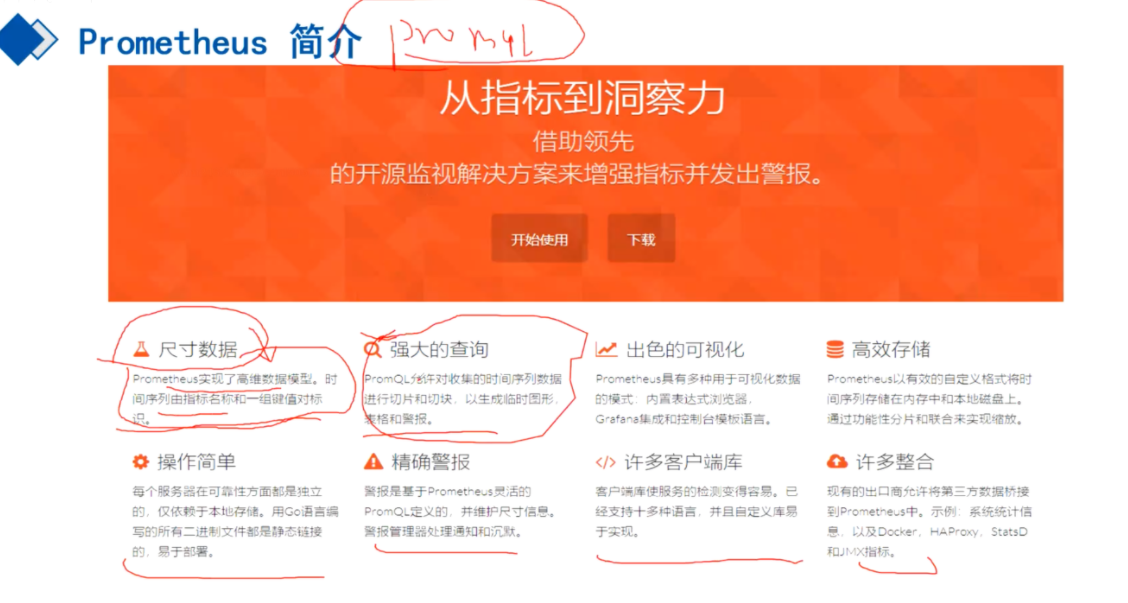 Prometheus 简介
promql
从指标到洞察力
借助领先
的开源监视解决方案来增强指标并发出警报。
开始使用
下载
尺寸数据
Prometheus实现了高维数据模型。时
间序列由指标名称和一组键值对标
识。
强大的查询
PromQL允许对收集的时间序列数据
进行切片和切块，以生成临时图形，
表格和警报。
出色的可视化
Prometheus具有多种用于可视化数据
的模式：内置表达式浏览器，
Grafana集成和控制台模板语言。
高效存储
Prometheus以有效的自定义格式将时
间序列存储在内存中和本地磁盘上。
通过功能性分片和联合来实现缩放。
操作简单
每个服务器在可靠性方面都是独立
的，仅依赖于本地存储。用Go语言编
写的所有二进制文件都是静态链接
的，易于部署。
精确警报
警报是基于Prometheus灵活的
PromQL定义的，并维护尺寸信息。
警报管理器处理通知和沉默。
许多客户端库
客户端库使服务的检测变得容易。已
经支持十多种语言，并且自定义库易
于实现。
许多整合
现有的出口商允许将第三方数据桥接
到Prometheus中。示例：系统统计信
息，以及Docker，HAProxy，StatsD
和JMX指标。